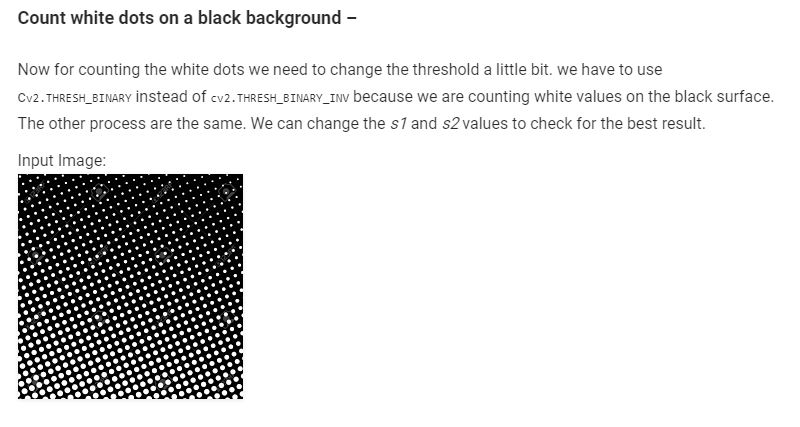 Count white dots on a black background –
Now for counting the white dots we need to change the threshold a little bit. we have to use
Cv2.THRESH_BINARY instead of cv2.THRESH_BINARY_INV because we are counting white values on the black surface.
The other process are the same. We can change the s1 and s2 values to check for the best result.
Input Image: